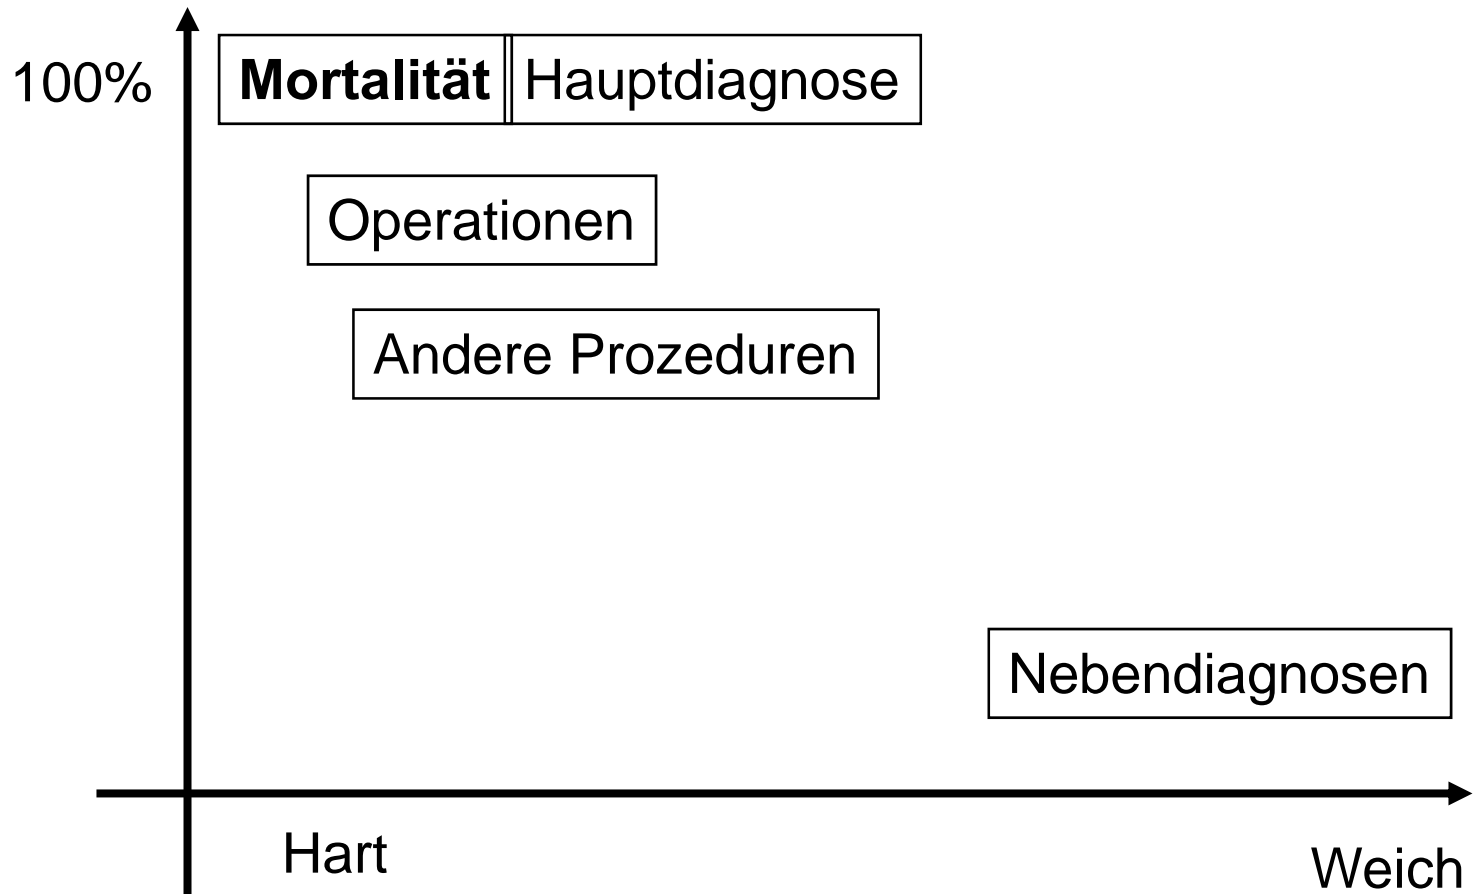 100%
Mortalität Hauptdiagnose
Operationen
Andere Prozeduren
Nebendiagnosen
Hart
Weich